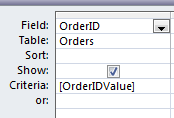 Field: OrderID
Table: Orders
Sort:
Show:
Criteria: [OrderIDValue]
or: